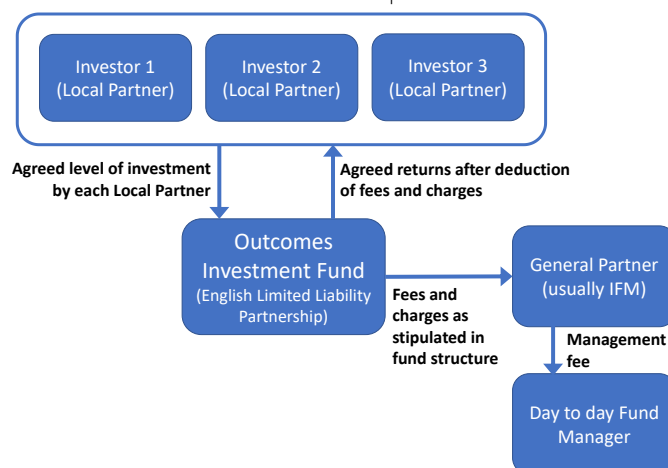 Investor 1
(Local Partner)
Investor 2
(Local Partner)
Investor 3
(Local Partner)
Agreed level of investment
by each Local Partner
Agreed returns after deduction
of fees and charges
Outcomes
Investment Fund
(English Limited Liability
Partnership)
Fees and
charges as
stipulated in
fund structure
General Partner
(usually IFM)
Management
fee
Day to day Fund
Manager